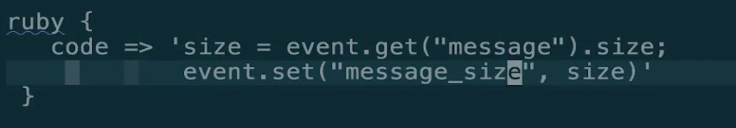 ruby {
   code => 'size = event.get("message").size;
           event.set("message_size", size)'
 }